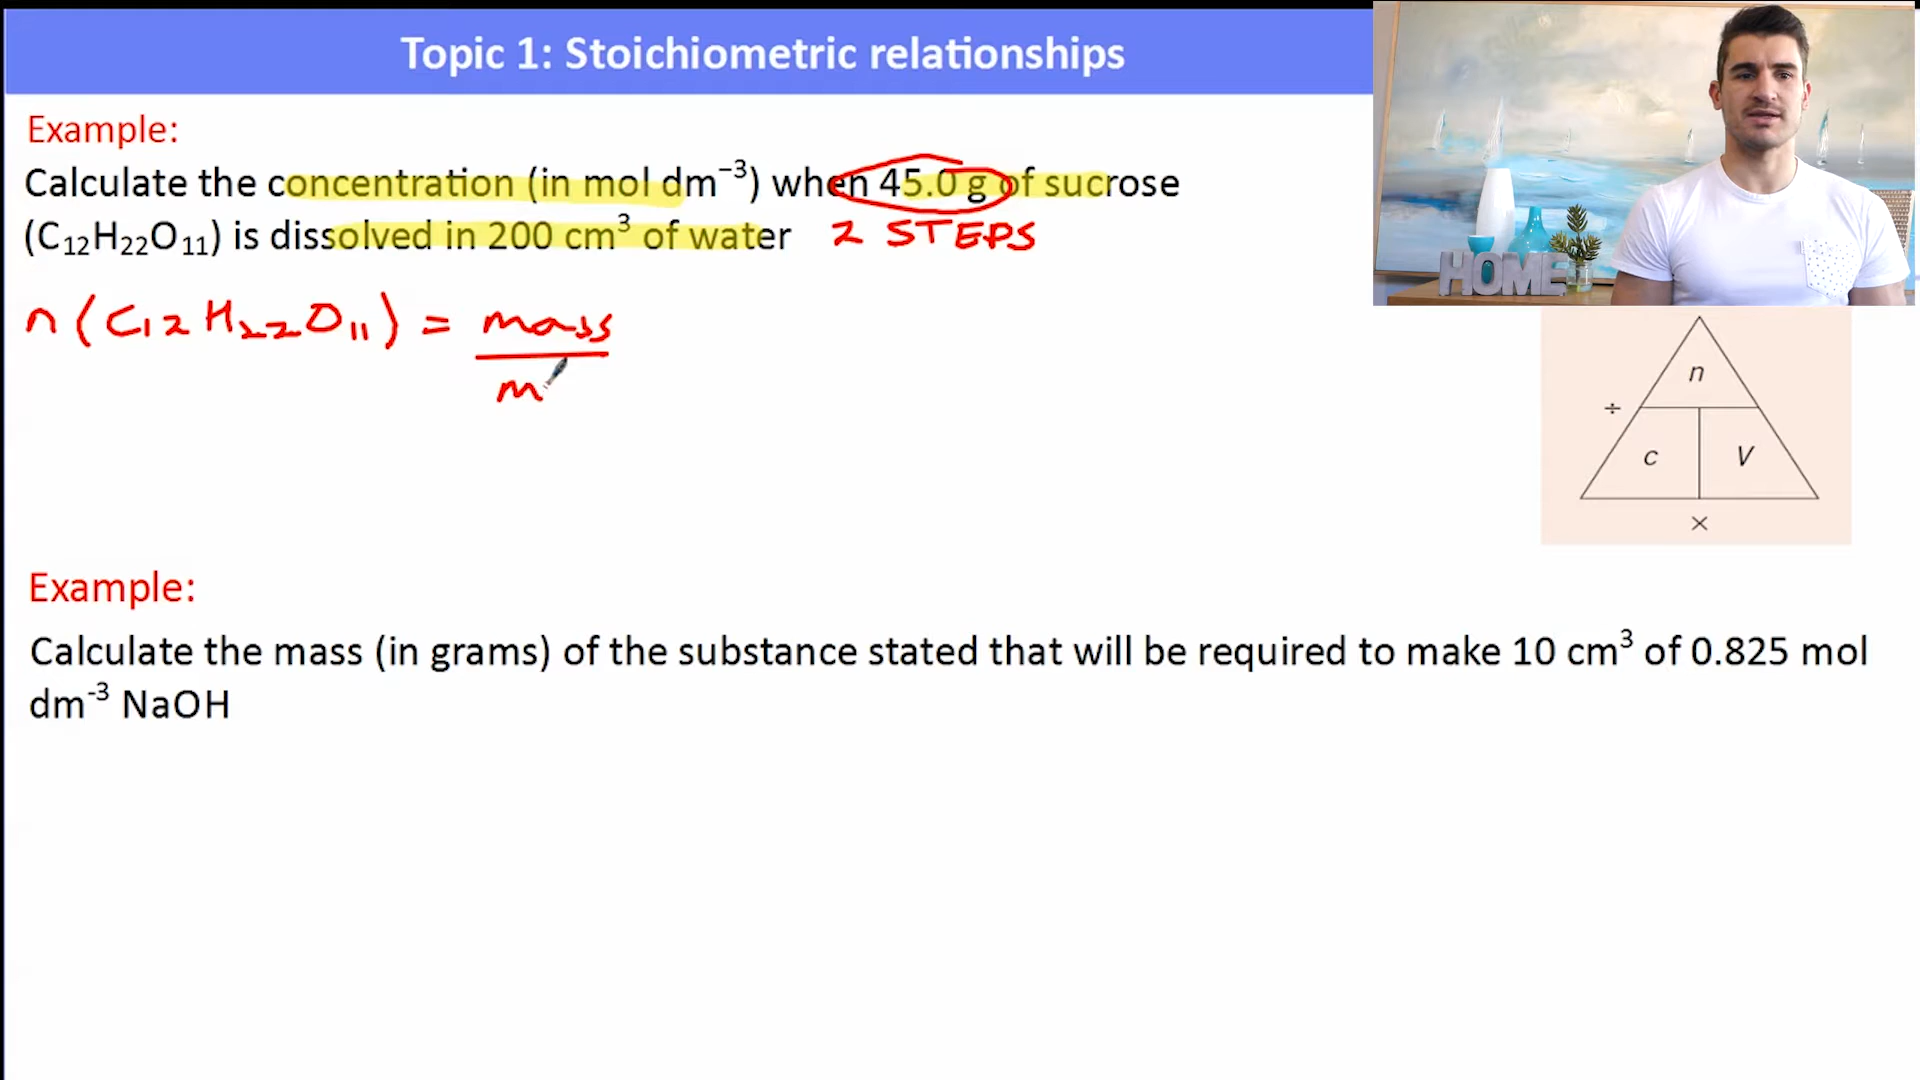 Topic 1: Stoichiometric relationships
Example:
Calculate the concentration (in mol dm⁻³) when 45.0 g of sucrose
(C₁₂H₂₂O₁₁) is dissolved in 200 cm³ of water
2 STEPS
n(C₁₂H₂₂O₁₁) = mass
m
HOME
n
÷
c V
×
Example:
Calculate the mass (in grams) of the substance stated that will be required to make 10 cm³ of 0.825 mol
dm⁻³ NaOH